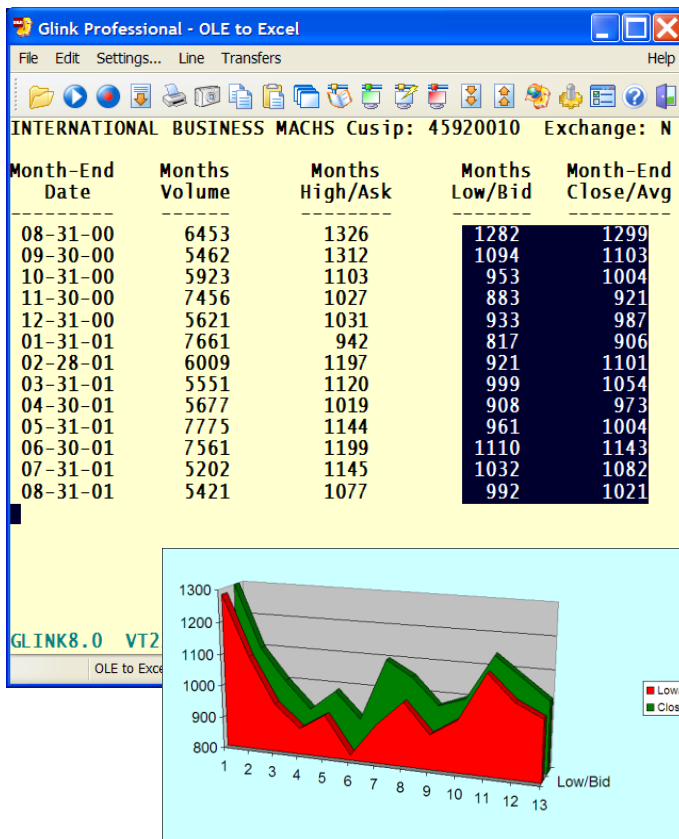 Glink Professional - OLE to Excel
File Edit Settings... Line Transfers Help
INTERNATIONAL BUSINESS MACHS Cusip: 45920010 Exchange: N
Month-End Months Months Months Month-End
Date Volume High/Ask Low/Bid Close/Avg
--------- ------ -------- ------- ---------
08-31-00 6453 1326 1282 1299
09-30-00 5462 1312 1094 1103
10-31-00 5923 1103 953 1004
11-30-00 7456 1027 883 921
12-31-00 5621 1031 933 987
01-31-01 7661 942 817 906
02-28-01 6009 1197 921 1101
03-31-01 5551 1120 999 1054
04-30-01 5677 1019 908 973
05-31-01 7775 1144 961 1004
06-30-01 7561 1199 1110 1143
07-31-01 5202 1145 1032 1082
08-31-01 5421 1077 992 1021
GLINK8.0 VT2
OLE to Exce
1300
1200
1100
1000
900
800
1 2 3 4 5 6 7 8 9 10 11 12 13
Low/Bid
Low/
Clos